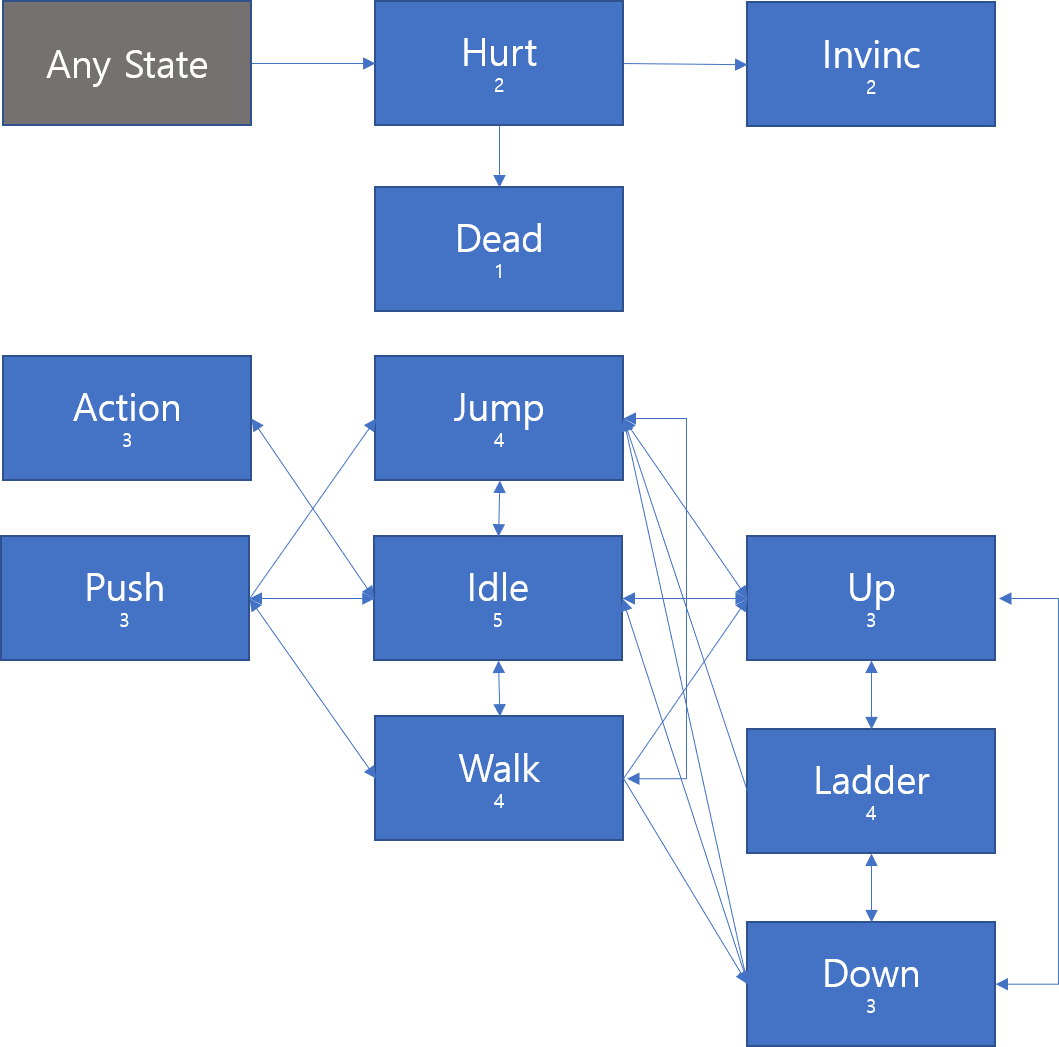 Any State
Hurt
2
Invinc
2
Dead
1
Action
3
Jump
4
Push
3
Idle
5
Up
3
Walk
4
Ladder
4
Down
3